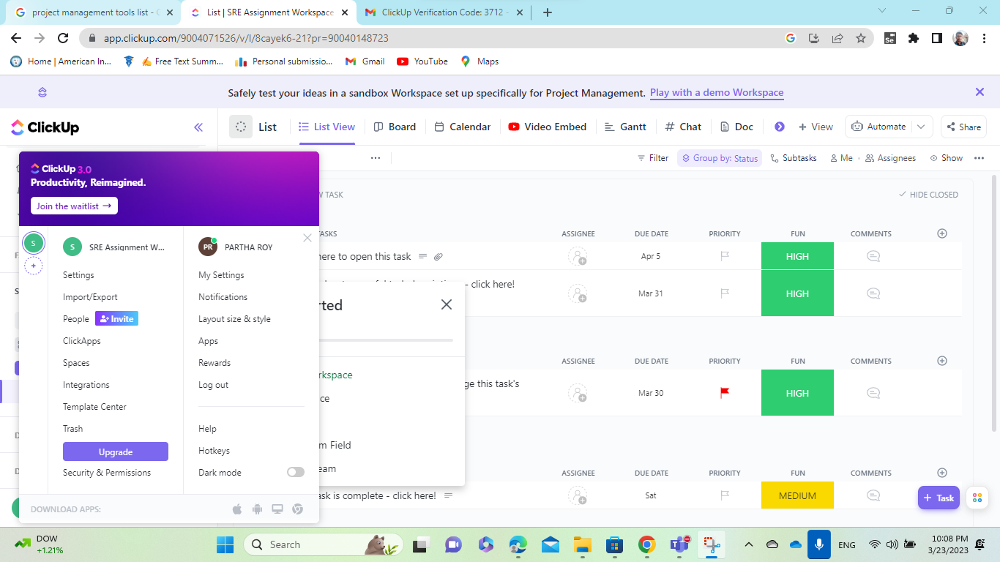 project management tools list - G
List | SRE Assignment Workspace
ClickUp Verification Code: 3712 -
app.clickup.com/9004071526/v/l/8cayek6-21?pr=90040148723
Se
Home | American In...
Free Text Summ...
Personal submissio...
Gmail
YouTube
Maps
Safely test your ideas in a sandbox Workspace set up specifically for Project Management. Play with a demo Workspace
ClickUp
List
List View
Board
Calendar
Video Embed
Gantt
Chat
Doc
+ View
Automate
Share
Filter
Group by: Status
Subtasks
Me
Assignees
Show
ClickUp 3.0
Productivity, Reimagined.
Join the waitlist →
TASK
HIDE CLOSED
S
S
SRE Assignment W...
PR
PARTHA ROY
Settings
Import/Export
People
Invite
ClickApps
Spaces
Integrations
Template Center
Trash
Upgrade
Security & Permissions
My Settings
Notifications
Layout size & style
Apps
Rewards
Log out
Help
Hotkeys
Dark mode
DOWNLOAD APPS:
TASKS
ASSIGNEE
DUE DATE
PRIORITY
FUN
COMMENTS
here to open this task
Apr 5
HIGH
- click here!
Mar 31
HIGH
rted
rkspace
ce
m Field
eam
ASSIGNEE
DUE DATE
PRIORITY
FUN
COMMENTS
ge this task's
Mar 30
HIGH
ASSIGNEE
DUE DATE
PRIORITY
FUN
COMMENTS
ask is complete - click here!
Sat
MEDIUM
+ Task
DOW
+1.21%
Search
ENG
10:08 PM
3/23/2023